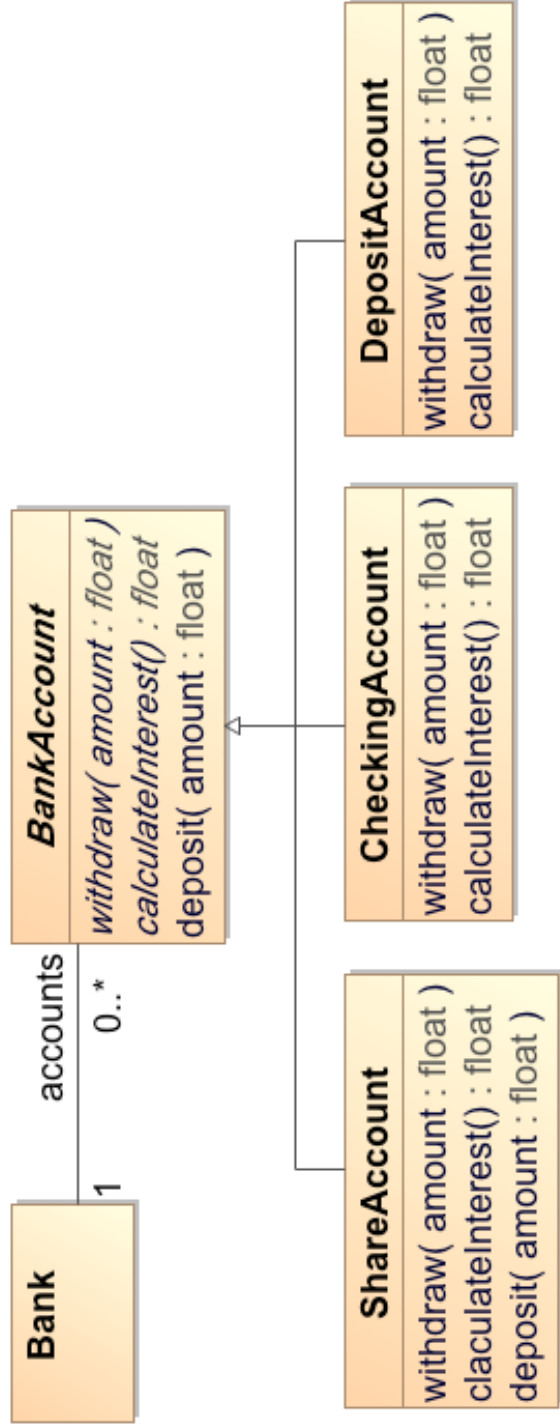 Bank
1
accounts
0..*
BankAccount
withdraw( amount : float )
calculateInterest() : float
deposit( amount : float )
ShareAccount
withdraw( amount : float )
claculateInterest() : float
deposit( amount : float )
CheckingAccount
withdraw( amount : float )
calculateInterest() : float
DepositAccount
withdraw( amount : float )
calculateInterest() : float